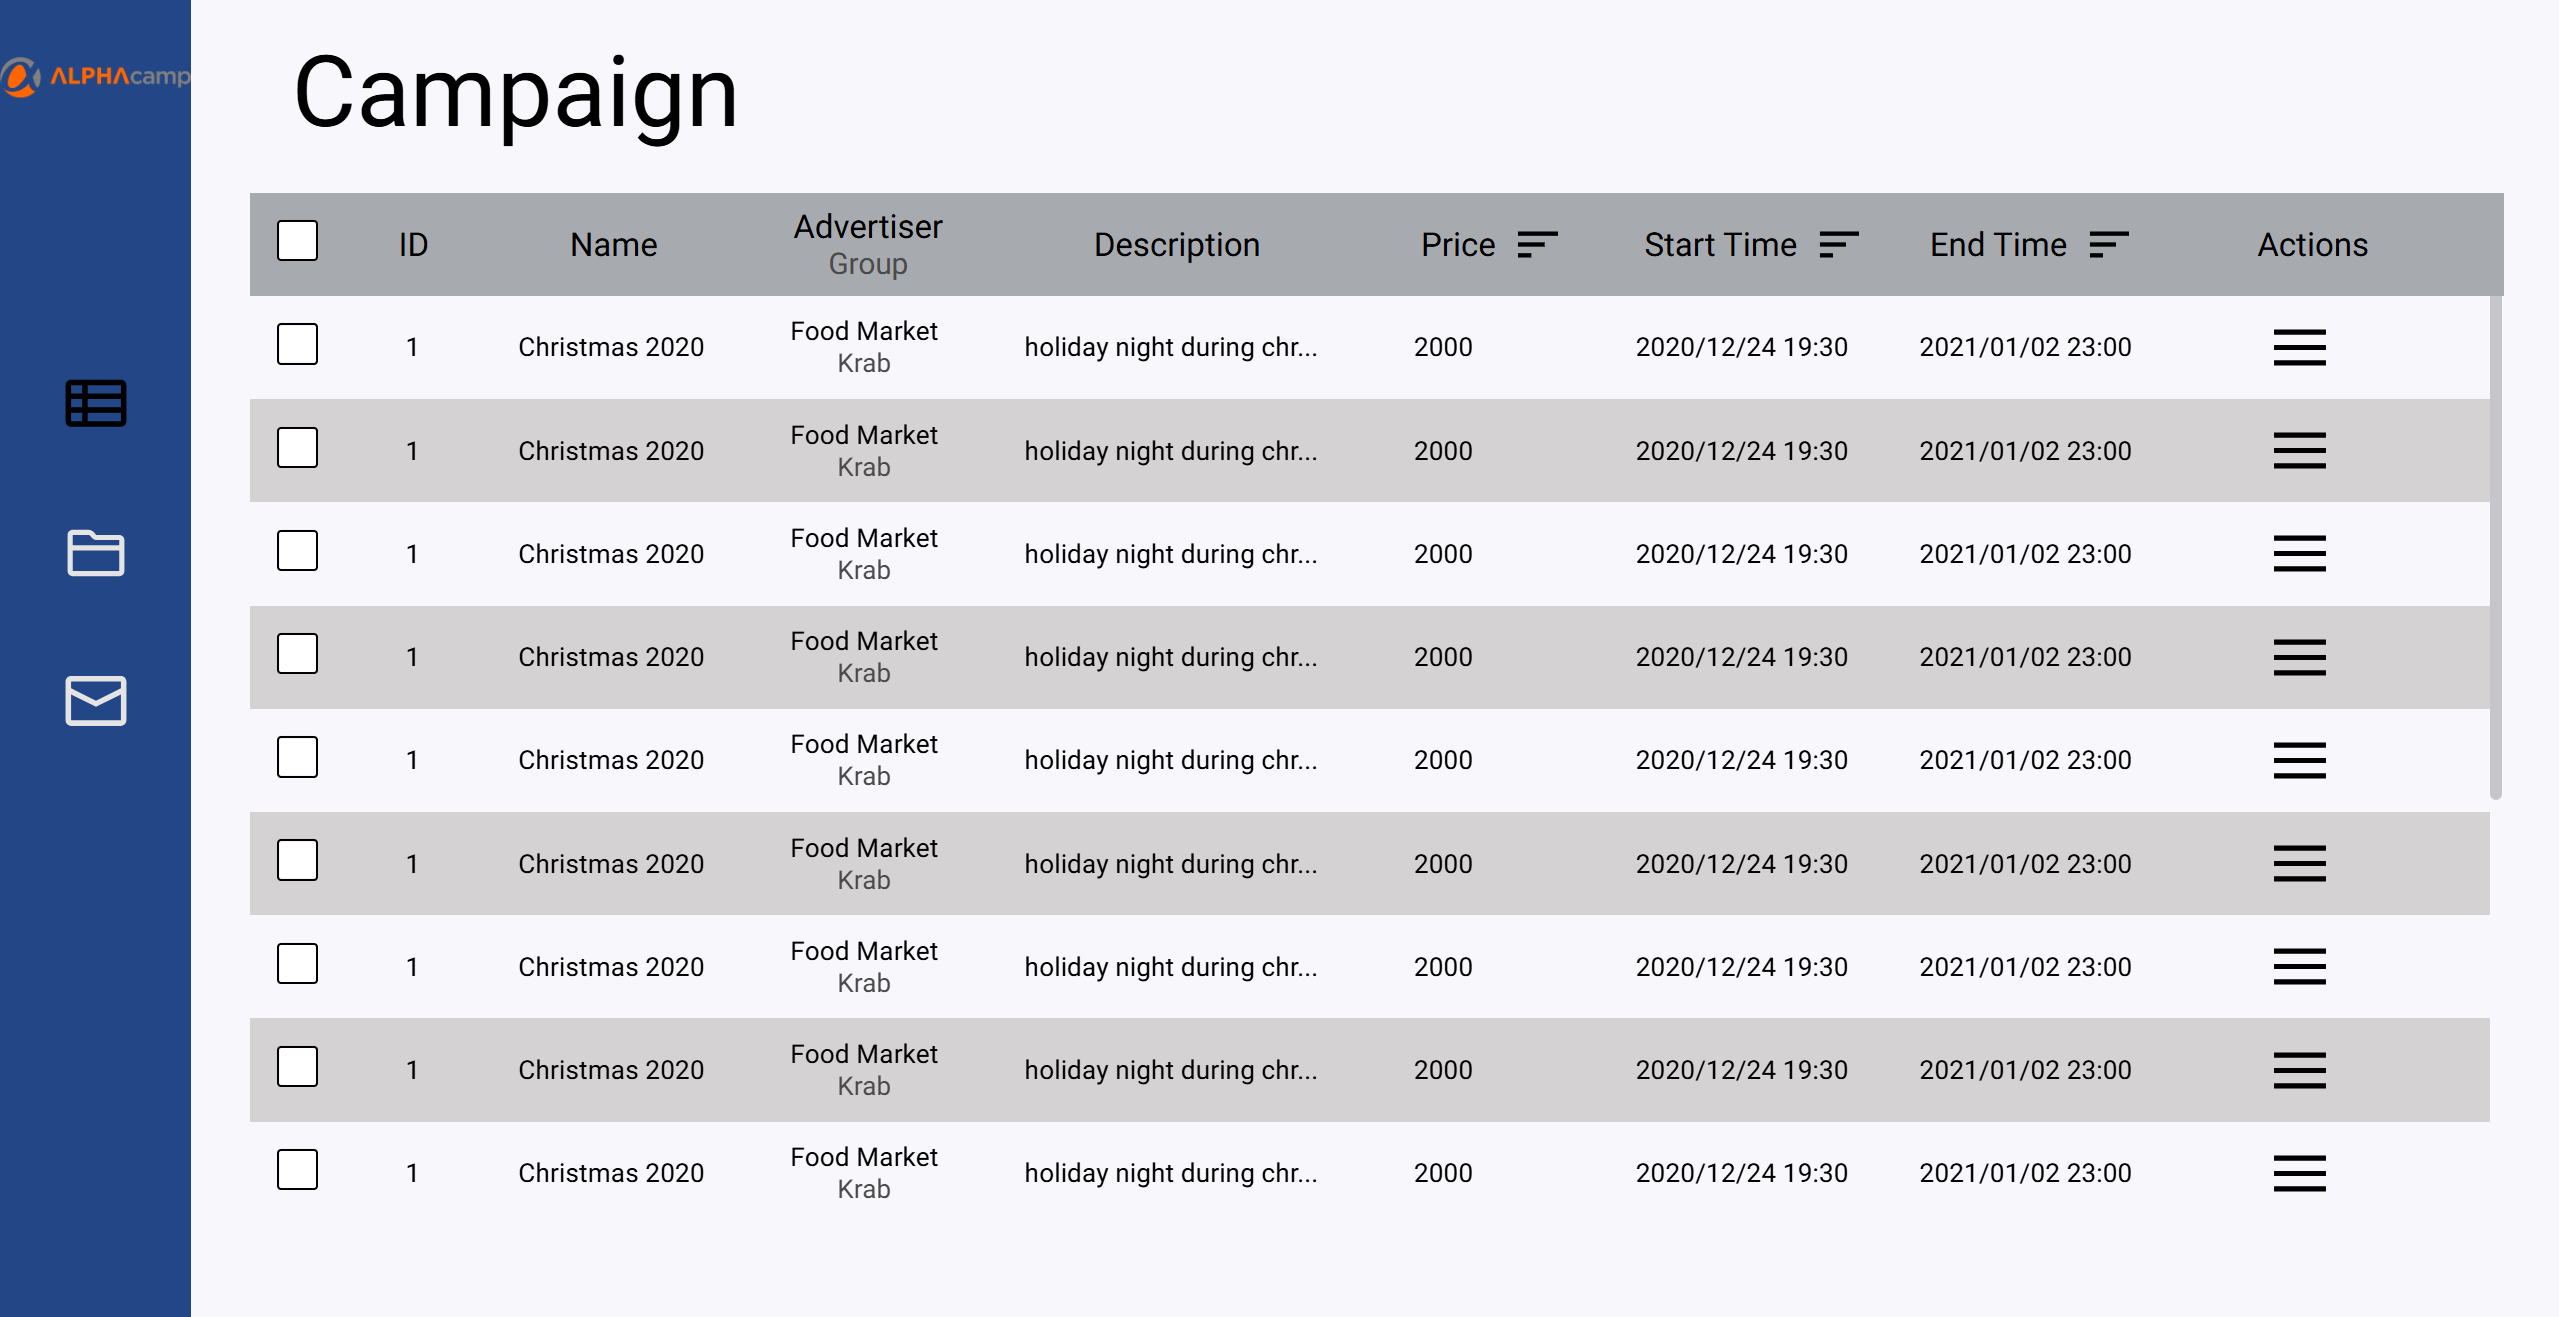 ALPHAcamp
Campaign
ID Name Advertiser Description Price Start Time End Time Actions
Group
1 Christmas 2020 Food Market holiday night during chr... 2000 2020/12/24 19:30 2021/01/02 23:00
Krab
1 Christmas 2020 Food Market holiday night during chr... 2000 2020/12/24 19:30 2021/01/02 23:00
Krab
1 Christmas 2020 Food Market holiday night during chr... 2000 2020/12/24 19:30 2021/01/02 23:00
Krab
1 Christmas 2020 Food Market holiday night during chr... 2000 2020/12/24 19:30 2021/01/02 23:00
Krab
1 Christmas 2020 Food Market holiday night during chr... 2000 2020/12/24 19:30 2021/01/02 23:00
Krab
1 Christmas 2020 Food Market holiday night during chr... 2000 2020/12/24 19:30 2021/01/02 23:00
Krab
1 Christmas 2020 Food Market holiday night during chr... 2000 2020/12/24 19:30 2021/01/02 23:00
Krab
1 Christmas 2020 Food Market holiday night during chr... 2000 2020/12/24 19:30 2021/01/02 23:00
Krab
1 Christmas 2020 Food Market holiday night during chr... 2000 2020/12/24 19:30 2021/01/02 23:00
Krab